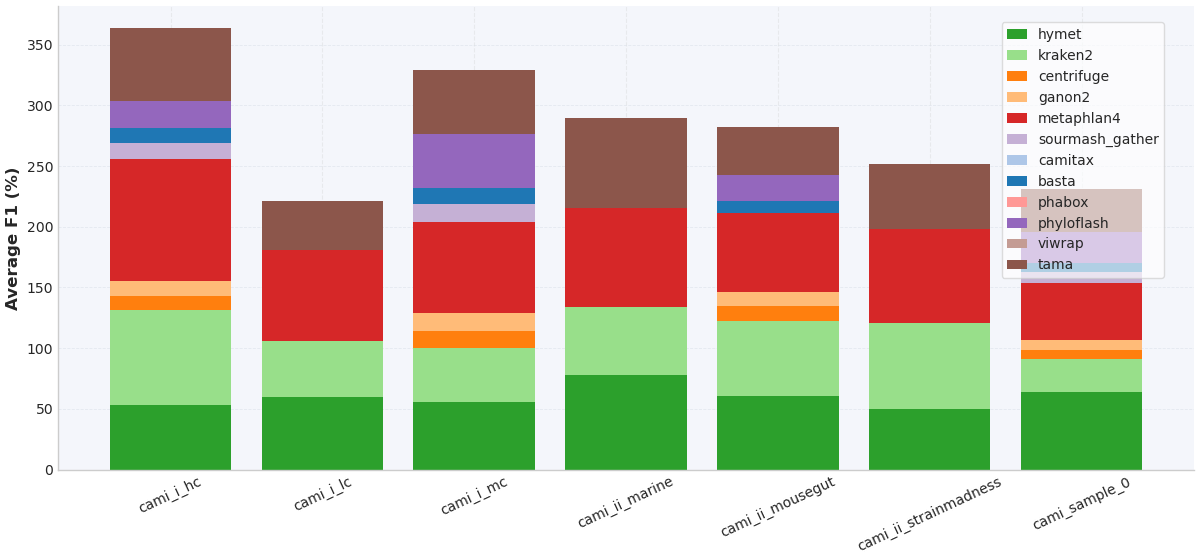 Average F1 (%)
350
300
250
200
150
100
50
0
hymet
kraken2
centrifuge
ganon2
metaphlan4
sourmash_gather
camitax
basta
phabox
phyloflash
viwrap
tama
cami_i_hc
cami_i_lc
cami_i_mc
cami_ii_marine
cami_ii_mousegut
cami_ii_strainmadness
cami_sample_0